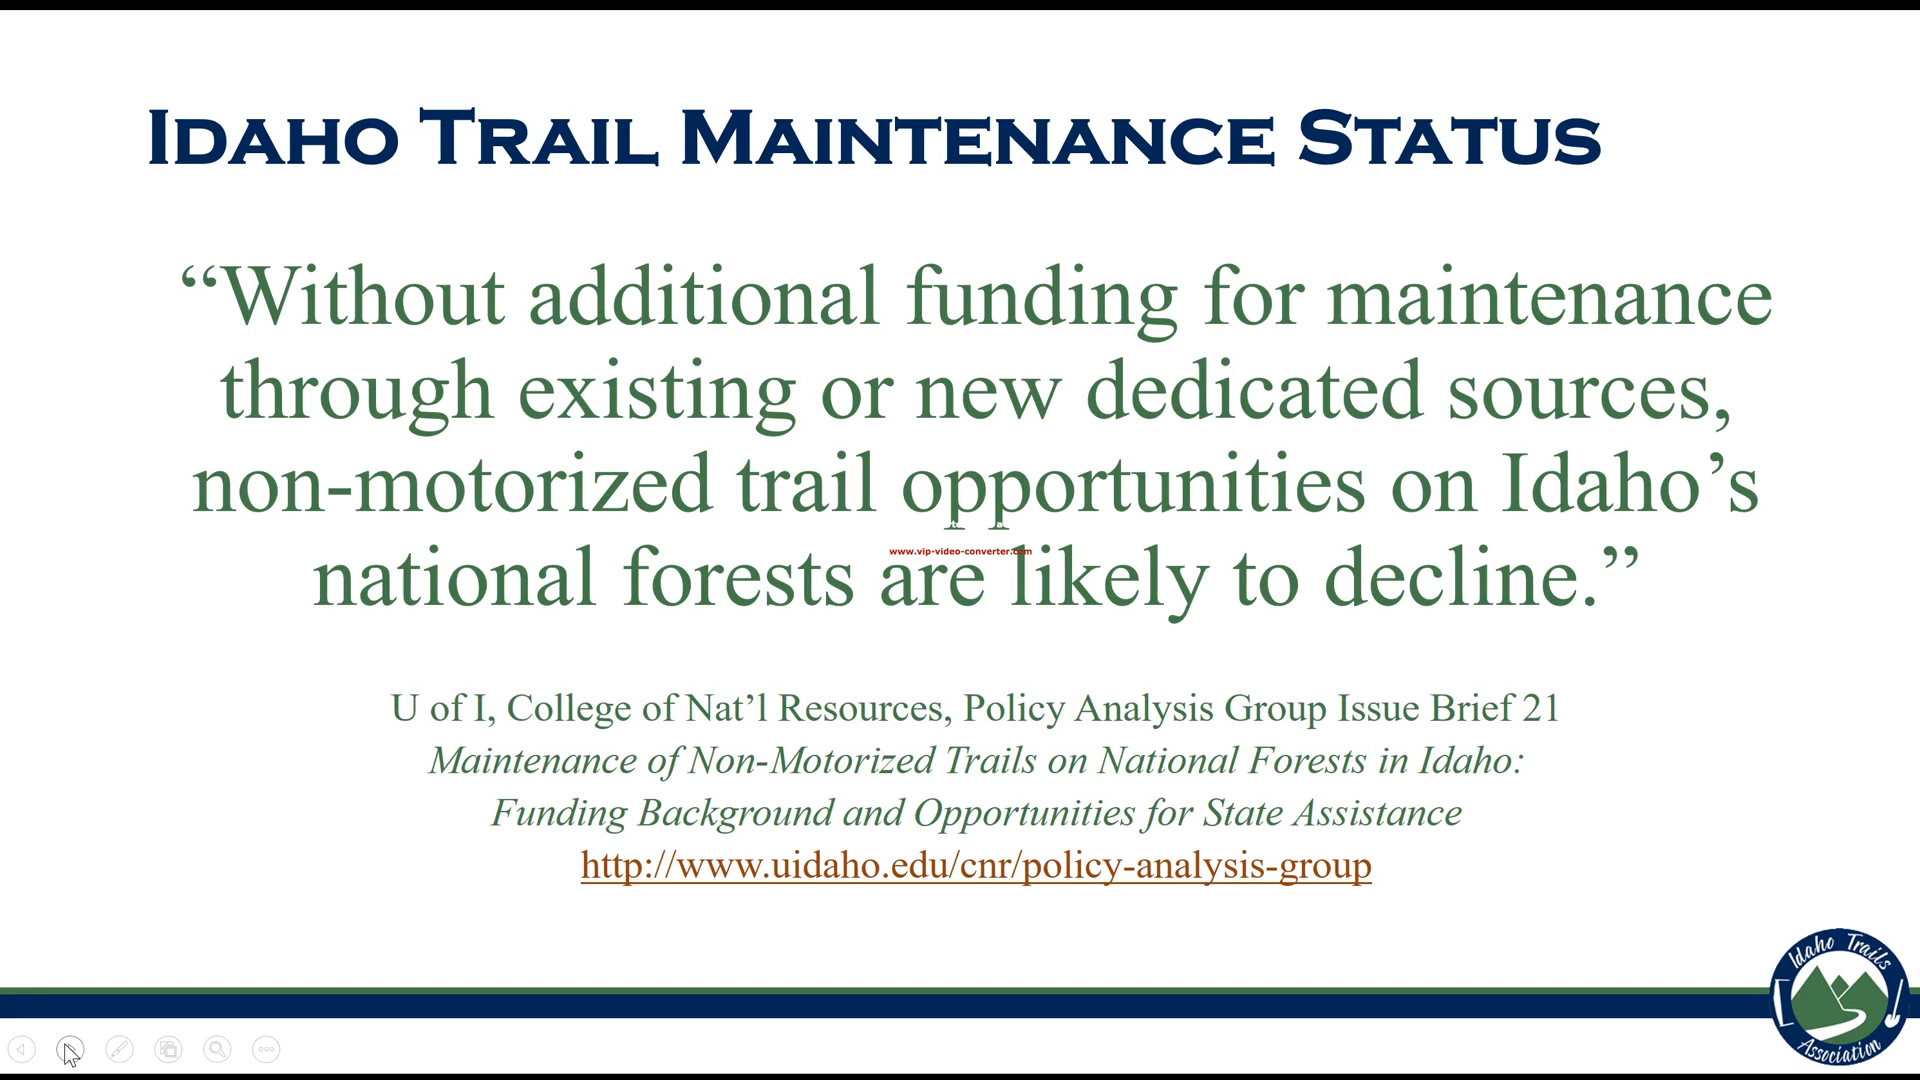 Idaho Trail Maintenance Status
“Without additional funding for maintenance
through existing or new dedicated sources,
non-motorized trail opportunities on Idaho’s
www.vip-video-converter.com
national forests are likely to decline.”
U of I, College of Nat’l Resources, Policy Analysis Group Issue Brief 21
Maintenance of Non-Motorized Trails on National Forests in Idaho:
Funding Background and Opportunities for State Assistance
http://www.uidaho.edu/cnr/policy-analysis-group
Idaho Trails
Association